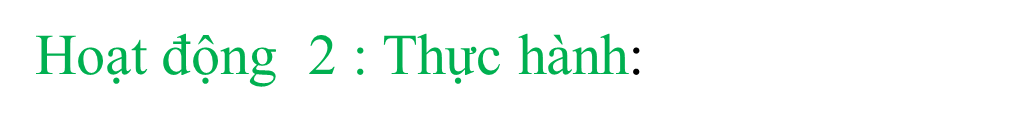 Hoạt động  2 : Thực hành: